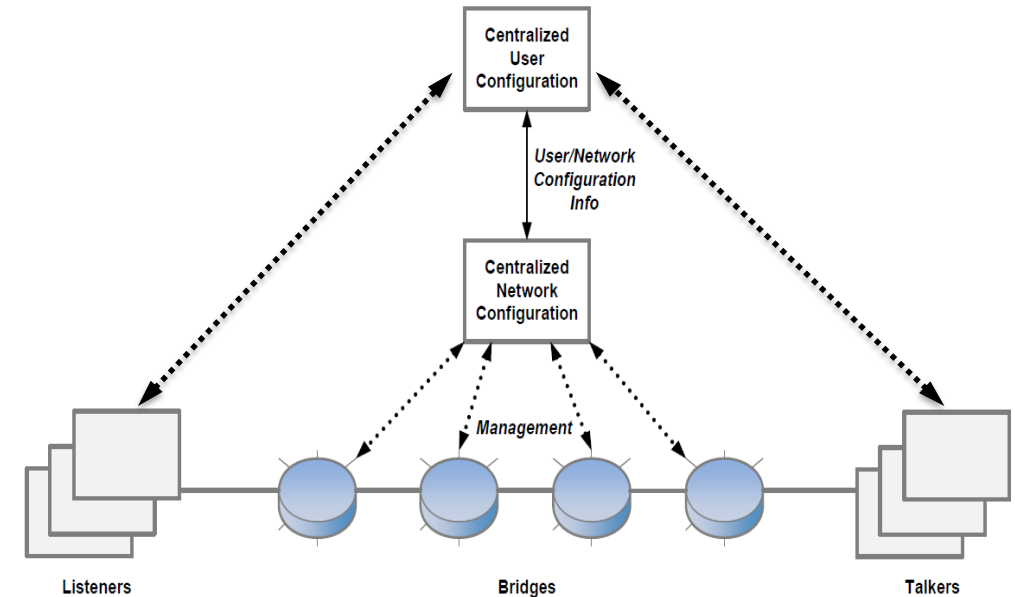 Centralized
User
Configuration
User/Network
Configuration
Info
Centralized
Network
Configuration
Management
Listeners
Bridges
Talkers